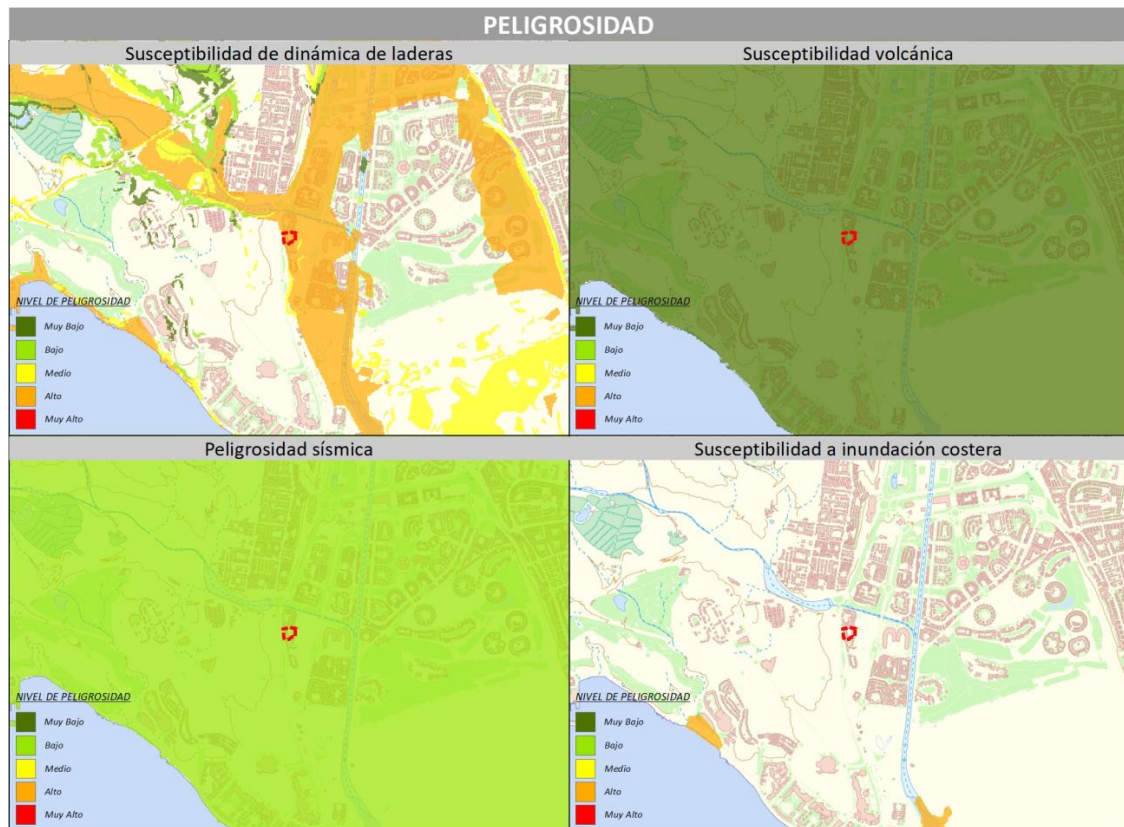 PELIGROSIDAD
Susceptibilidad de dinámica de laderas
NIVEL DE PELIGROSIDAD
Muy Bajo
Bajo
Medio
Alto
Muy Alto
Susceptibilidad volcánica
NIVEL DE PELIGROSIDAD
Muy Bajo
Bajo
Medio
Alto
Muy Alto
Peligrosidad sísmica
NIVEL DE PELIGROSIDAD
Muy Bajo
Bajo
Medio
Alto
Muy Alto
Susceptibilidad a inundación costera
NIVEL DE PELIGROSIDAD
Muy Bajo
Bajo
Medio
Alto
Muy Alto